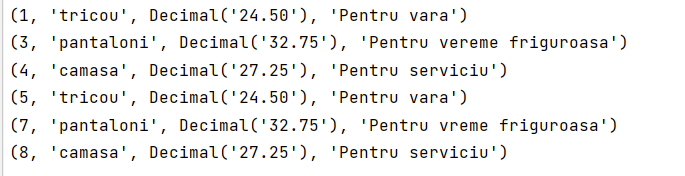 (1, 'tricou', Decimal('24.50'), 'Pentru vara')
(3, 'pantaloni', Decimal('32.75'), 'Pentru vereme friguroasa')
(4, 'camasa', Decimal('27.25'), 'Pentru serviciu')
(5, 'tricou', Decimal('24.50'), 'Pentru vara')
(7, 'pantaloni', Decimal('32.75'), 'Pentru vreme friguroasa')
(8, 'camasa', Decimal('27.25'), 'Pentru serviciu')